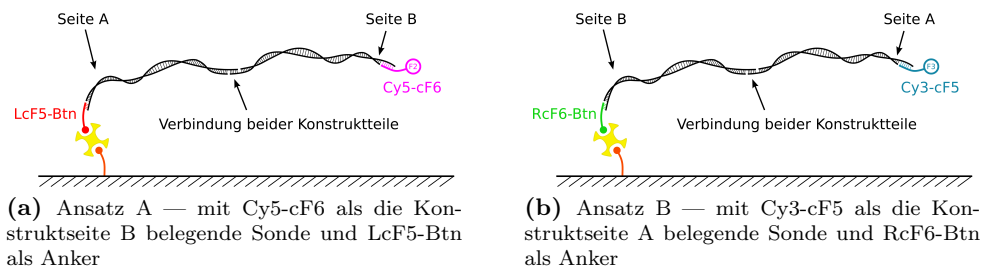 Seite A
Seite B
F2
Cy5-cF6
LcF5-Btn
Verbindung beider Konstruktteile
(a) Ansatz A — mit Cy5-cF6 als die Kon-
struktseite B belegende Sonde und LcF5-Btn
als Anker
Seite B
Seite A
F3
Cy3-cF5
RcF6-Btn
Verbindung beider Konstruktteile
(b) Ansatz B — mit Cy3-cF5 als die Kon-
struktseite A belegende Sonde und RcF6-Btn
als Anker